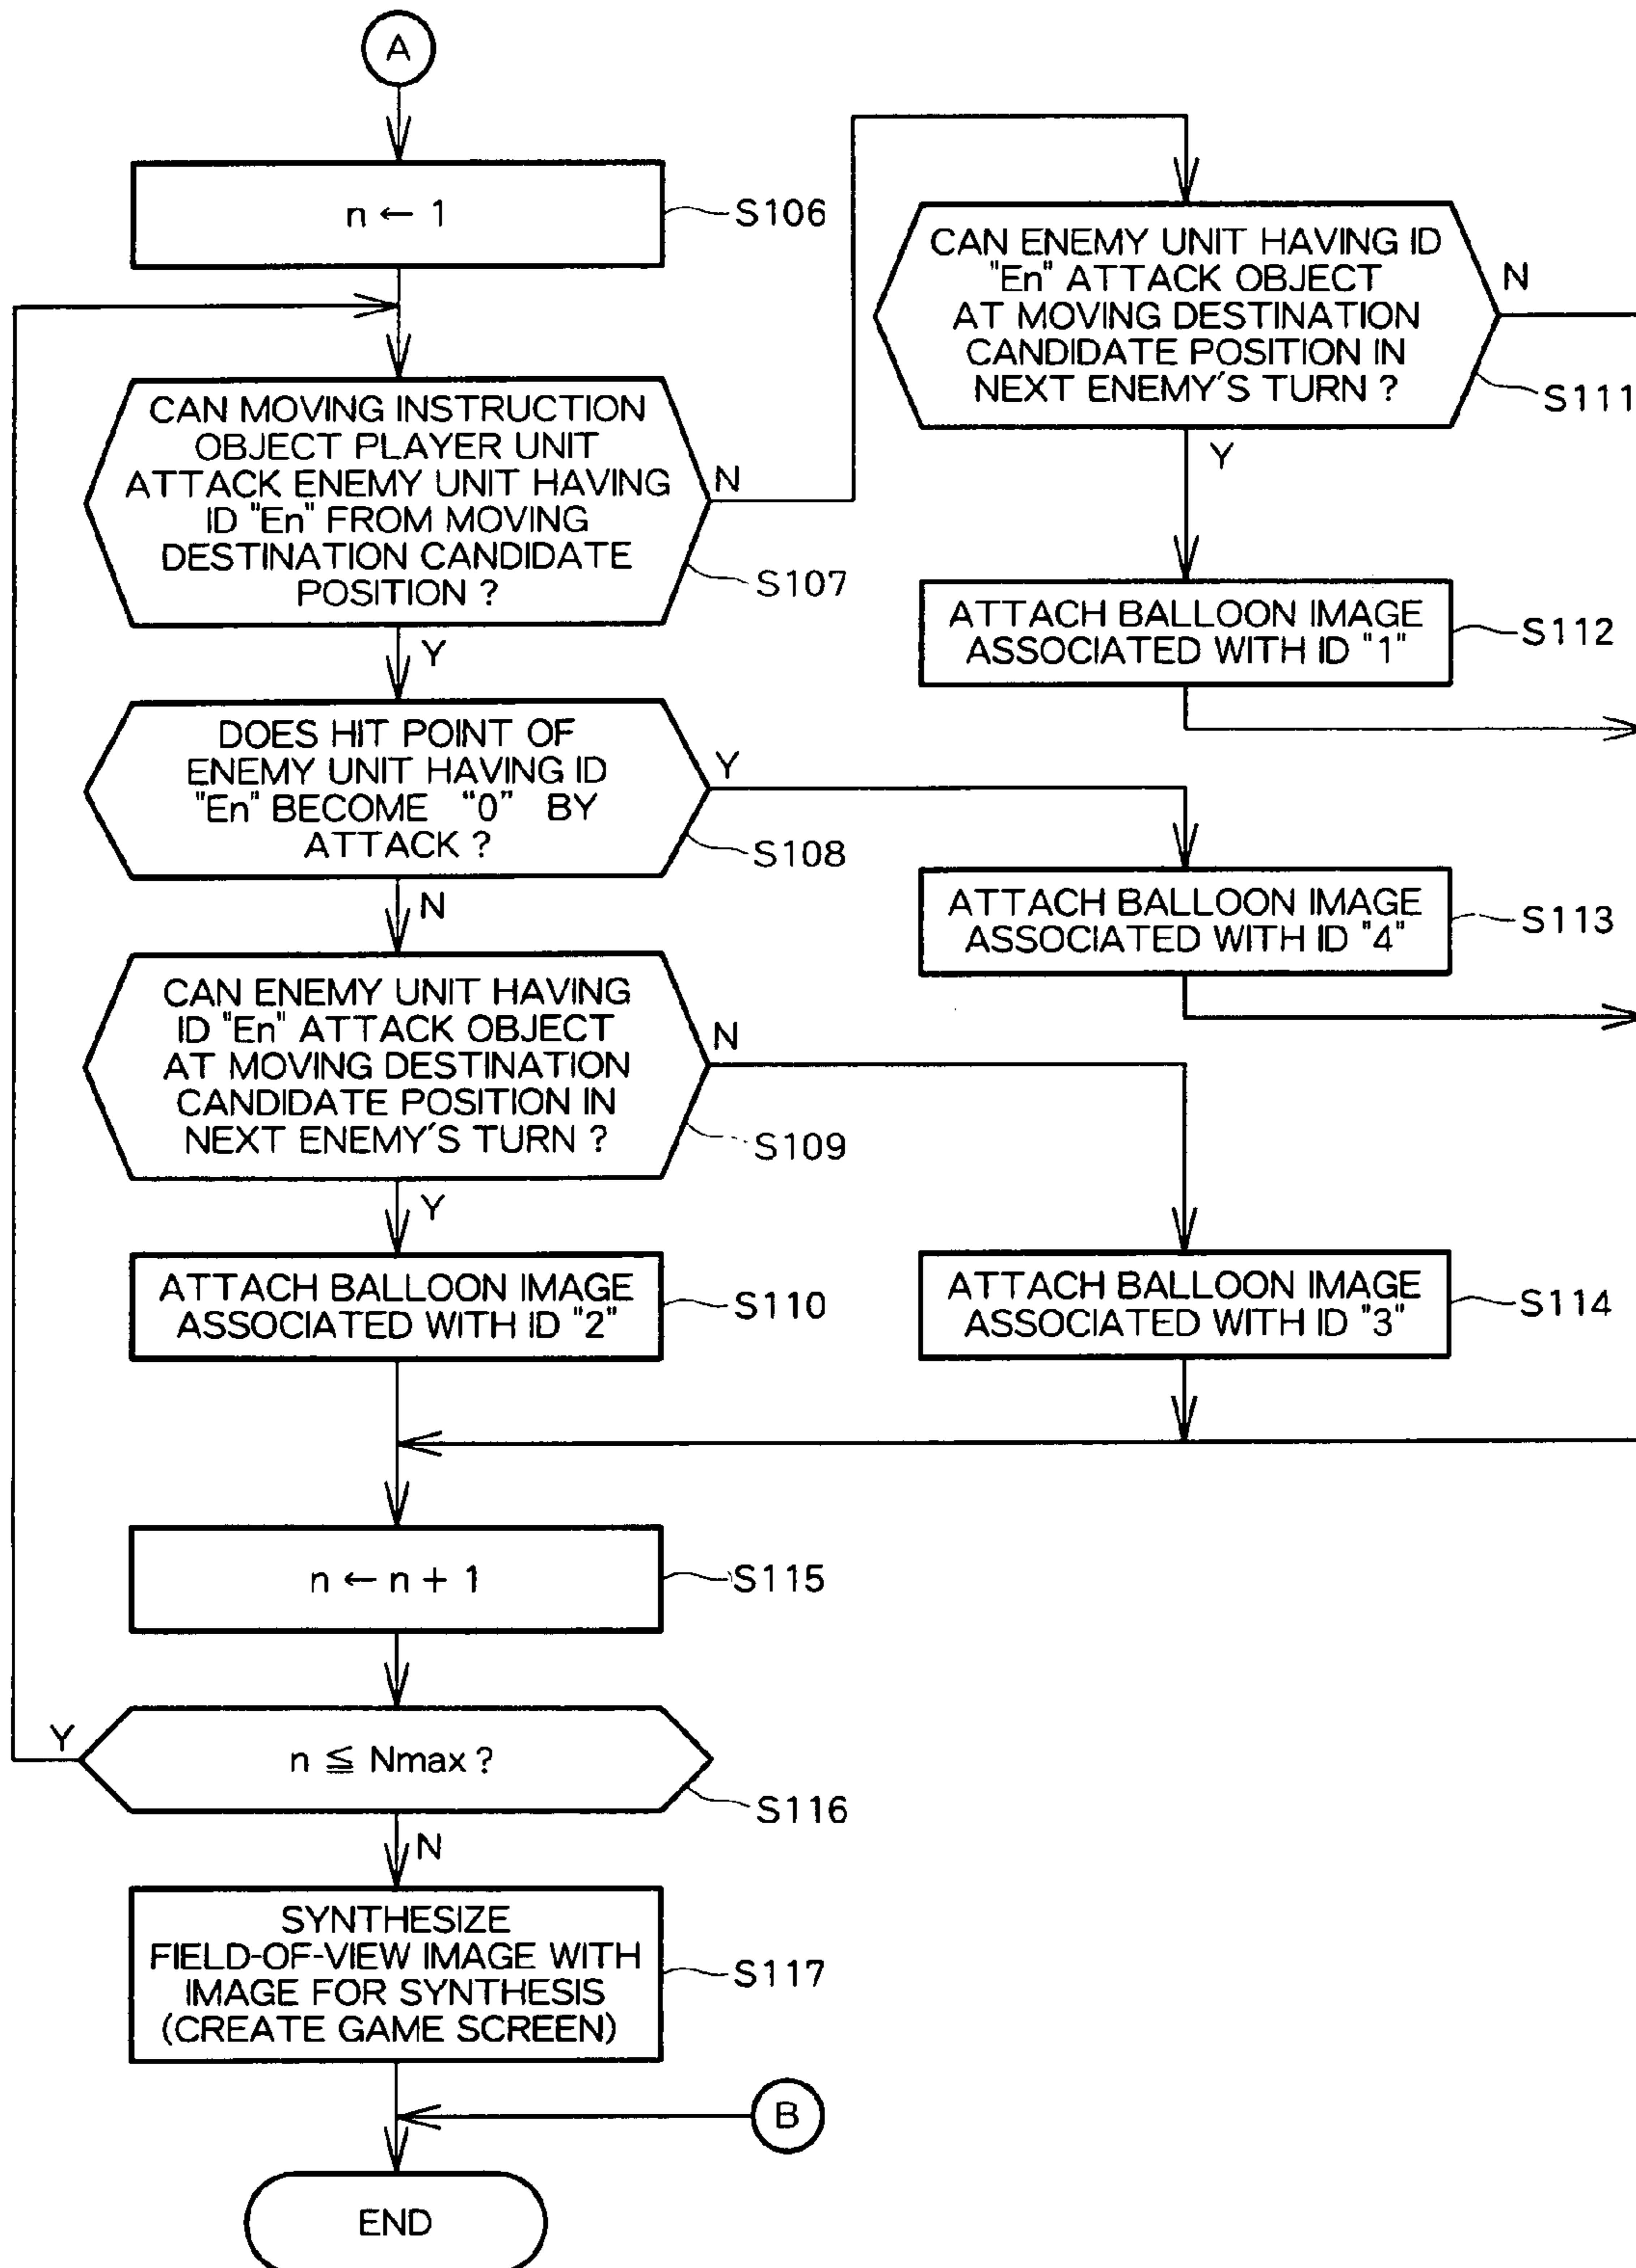 A
n ← 1
S106
CAN MOVING INSTRUCTION
OBJECT PLAYER UNIT
ATTACK ENEMY UNIT HAVING
ID "En" FROM MOVING
DESTINATION CANDIDATE
POSITION ?
N
S107
Y
DOES HIT POINT OF
ENEMY UNIT HAVING ID
"En" BECOME "0" BY
ATTACK ?
Y
S108
N
CAN ENEMY UNIT HAVING
ID "En" ATTACK OBJECT
AT MOVING DESTINATION
CANDIDATE POSITION IN
NEXT ENEMY'S TURN ?
N
S109
Y
ATTACH BALLOON IMAGE
ASSOCIATED WITH ID "2"
S110
CAN ENEMY UNIT HAVING ID
"En" ATTACK OBJECT
AT MOVING DESTINATION
CANDIDATE POSITION IN
NEXT ENEMY'S TURN ?
N
S111
Y
ATTACH BALLOON IMAGE
ASSOCIATED WITH ID "1"
S112
ATTACH BALLOON IMAGE
ASSOCIATED WITH ID "4"
S113
ATTACH BALLOON IMAGE
ASSOCIATED WITH ID "3"
S114
n ← n + 1
S115
Y
n ≦ Nmax ?
S116
N
SYNTHESIZE
FIELD-OF-VIEW IMAGE WITH
IMAGE FOR SYNTHESIS
(CREATE GAME SCREEN)
S117
B
END